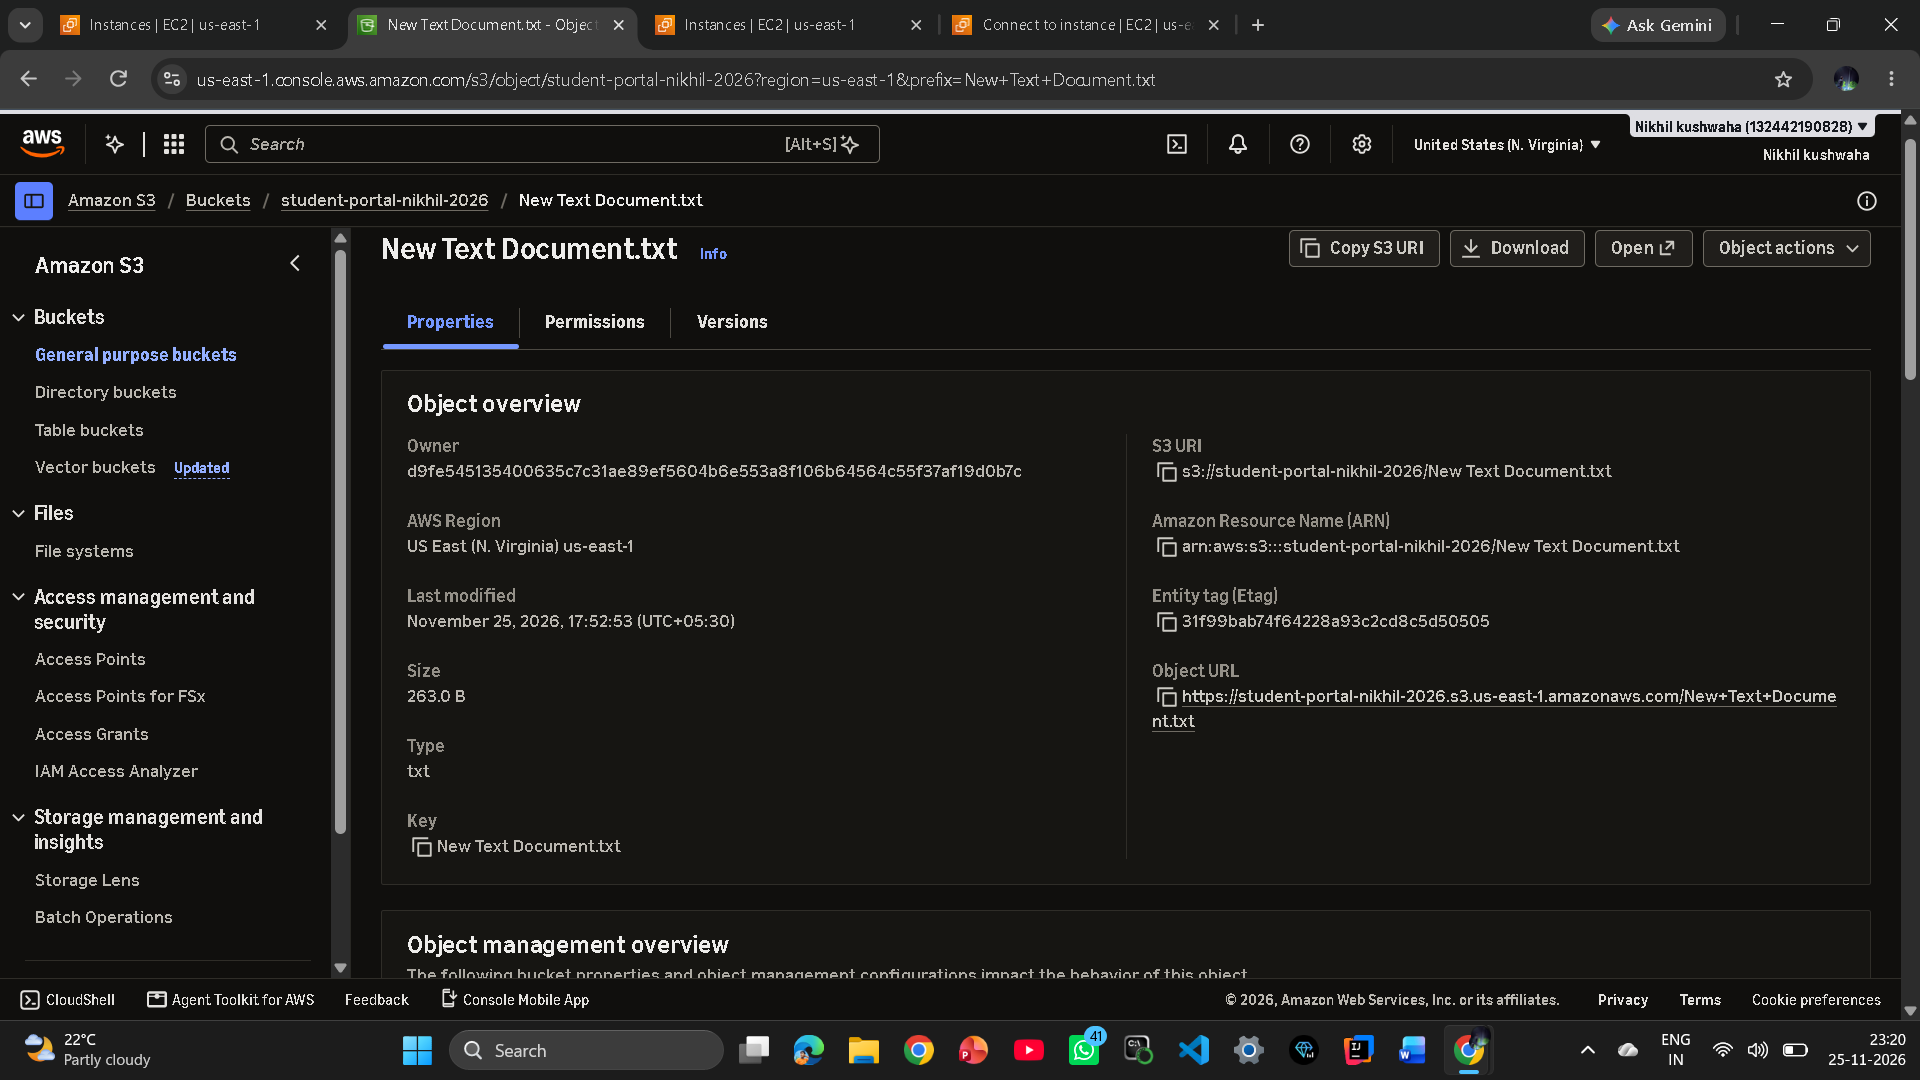 Instances | EC2 | us-east-1
New Text Document.txt - Objec
Instances | EC2 | us-east-1
Connect to instance | EC2 | us-e
Ask Gemini
us-east-1.console.aws.amazon.com/s3/object/student-portal-nikhil-2026?region=us-east-1&prefix=New+Text+Document.txt
aws
Search
[Alt+S]
United States (N. Virginia)
Nikhil kushwaha (132442190828)
Nikhil kushwaha
Amazon S3 / Buckets / student-portal-nikhil-2026 / New Text Document.txt
Amazon S3
Buckets
General purpose buckets
Directory buckets
Table buckets
Vector buckets Updated
Files
File systems
Access management and
security
Access Points
Access Points for FSx
Access Grants
IAM Access Analyzer
Storage management and
insights
Storage Lens
Batch Operations
New Text Document.txt Info
Copy S3 URI
Download
Open
Object actions
Properties
Permissions
Versions
Object overview
Owner
d9fe545135400635c7c31ae89ef5604b6e553a8f106b64564c55f37af19d0b7c
AWS Region
US East (N. Virginia) us-east-1
Last modified
November 25, 2026, 17:52:53 (UTC+05:30)
Size
263.0 B
Type
txt
Key
New Text Document.txt
S3 URI
s3://student-portal-nikhil-2026/New Text Document.txt
Amazon Resource Name (ARN)
arn:aws:s3:::student-portal-nikhil-2026/New Text Document.txt
Entity tag (Etag)
31f99bab74f64228a93c2cd8c5d50505
Object URL
https://student-portal-nikhil-2026.s3.us-east-1.amazonaws.com/New+Text+Docume
nt.txt
Object management overview
The following bucket properties and object management configurations impact the behavior of this object.
CloudShell
Agent Toolkit for AWS
Feedback
Console Mobile App
© 2026, Amazon Web Services, Inc. or its affiliates.
Privacy
Terms
Cookie preferences
22°C
Partly cloudy
Search
41
ENG
IN
23:20
25-11-2026